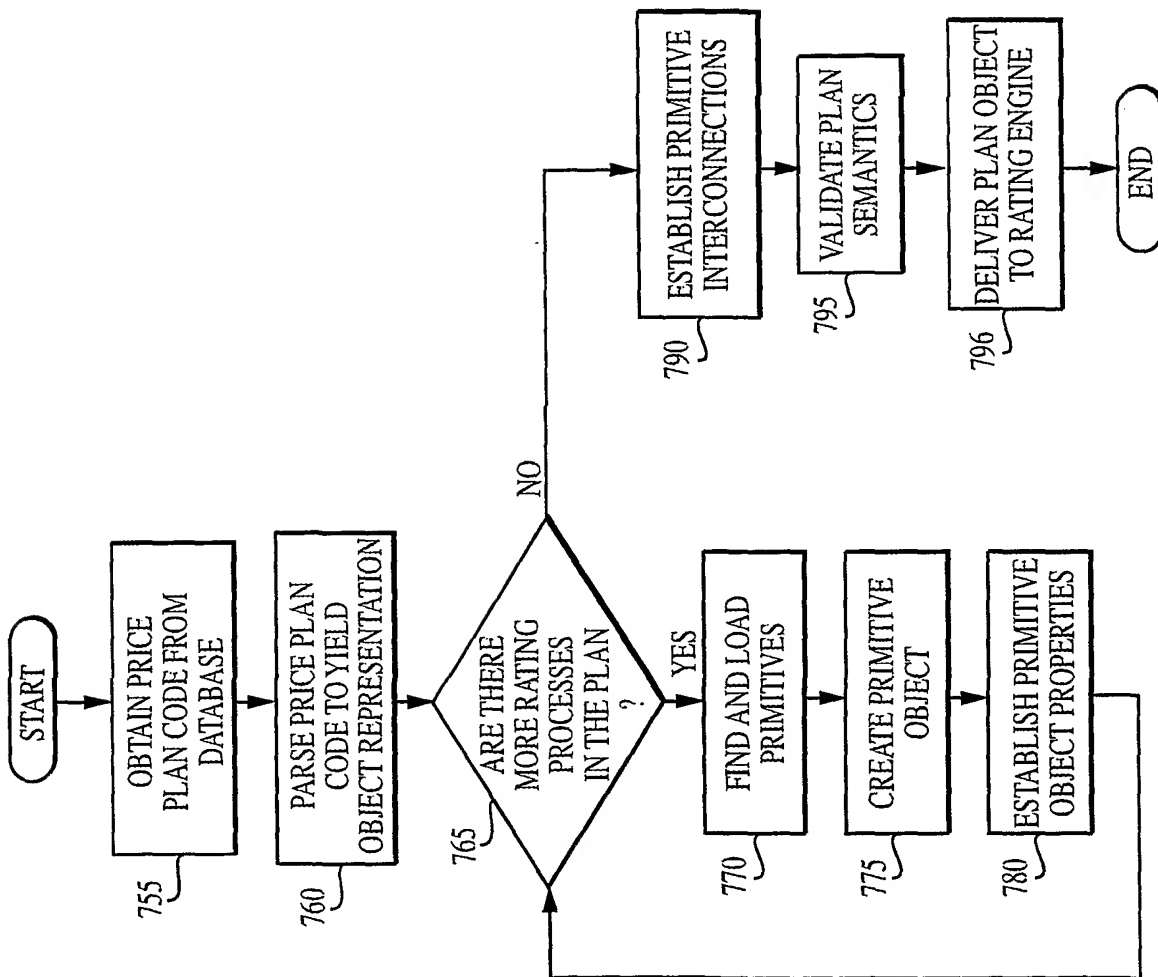 START
OBTAIN PRICE
PLAN CODE FROM
DATABASE
755
PARSE PRICE PLAN
CODE TO YIELD
OBJECT REPRESENTATION
760
ARE THERE
MORE RATING
PROCESSES
IN THE PLAN
?
765
YES
NO
FIND AND LOAD
PRIMITIVES
770
CREATE PRIMITIVE
OBJECT
775
ESTABLISH PRIMITIVE
OBJECT PROPERTIES
780
ESTABLISH PRIMITIVE
INTERCONNECTIONS
790
VALIDATE PLAN
SEMANTICS
795
DELIVER PLAN OBJECT
TO RATING ENGINE
796
END